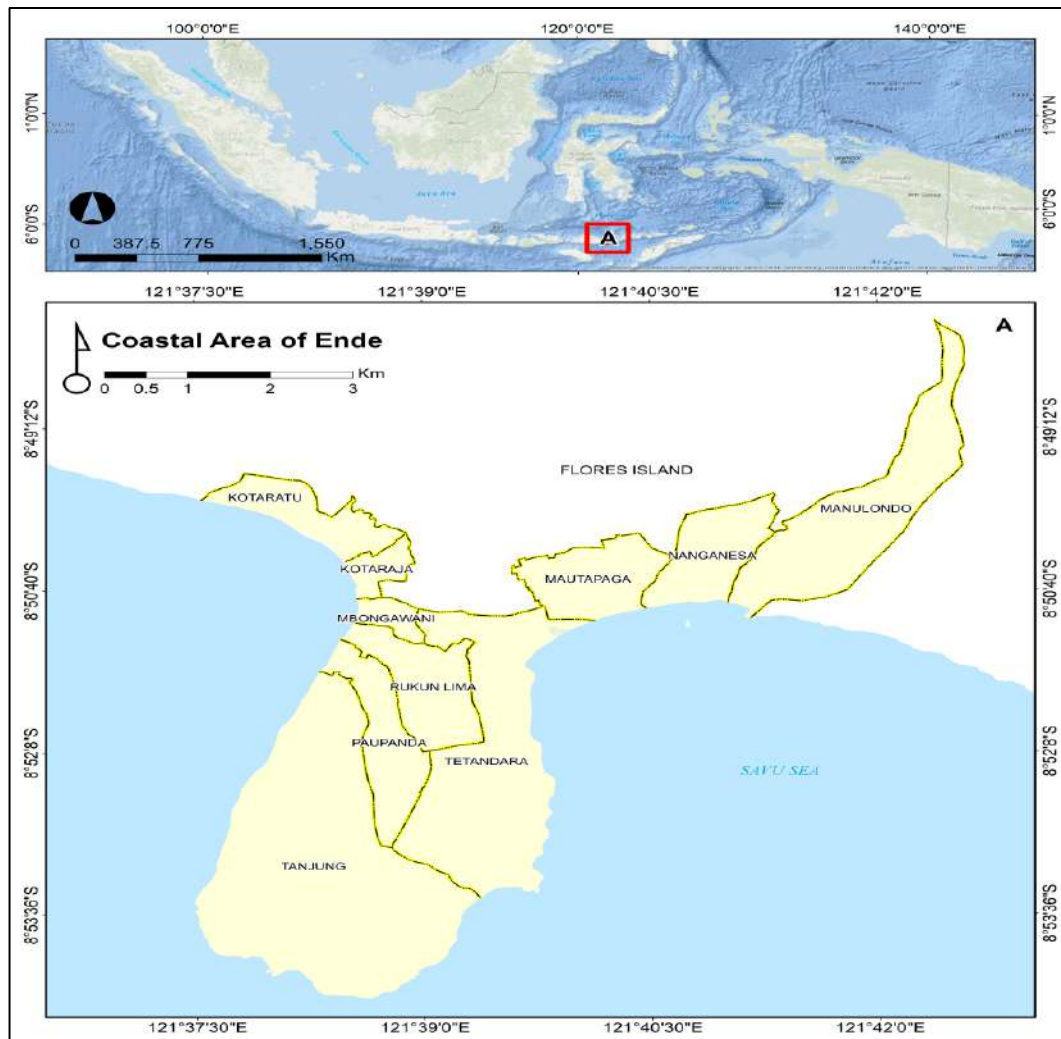 100°0'0"E 120°0'0"E 140°0'0"E
1°0'0"N 1°0'0"N
Java Sea
6°0'0"S 6°0'0"S
A
0 387.5 775 1,550
Km
121°37'30"E 121°39'0"E 121°40'30"E 121°42'0"E
A
Coastal Area of Ende
Km
0 0.5 1 2 3
8°49'12"S 8°49'12"S
FLORES ISLAND
KOTARATU
MANULONDO
NANGANESA
KOTARAJA
MAUTAPAGA
8°50'40"S 8°50'40"S
MBONGAWANI
RUKUN LIMA
PAUPANDA
8°52'8"S 8°52'8"S
TETANDARA
SAVU SEA
TANJUNG
8°53'36"S 8°53'36"S
121°37'30"E 121°39'0"E 121°40'30"E 121°42'0"E